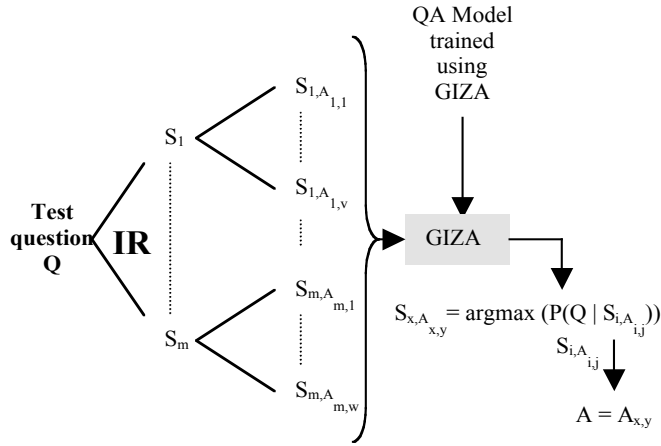 QA Model
trained
using
GIZA
S1,A1,1
S1
S1,A1,v
Test
question
Q
IR
GIZA
Sm,Am,1
Sx,Ax,y = argmax (P(Q | Si,Ai,j))
Si,Ai,j
Sm
Sm,Am,w
A = Ax,y